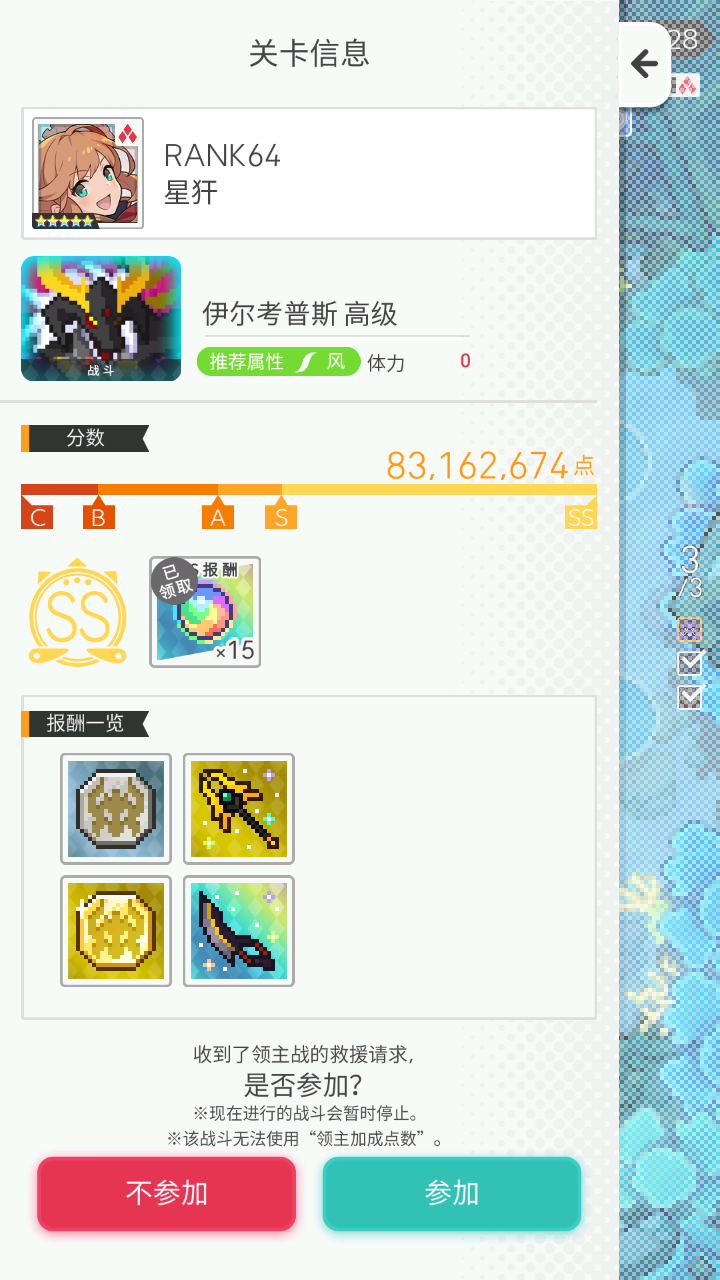 关卡信息
28
RANK64
星犴
伊尔考普斯 高级
战斗
推荐属性 风 体力 0
分数
83,162,674点
C B A S SS
3
/3
SS
已
领取
S报酬
×15
报酬一览
收到了领主战的救援请求,
是否参加?
※现在进行的战斗会暂时停止。
※该战斗无法使用“领主加成点数”。
不参加 参加